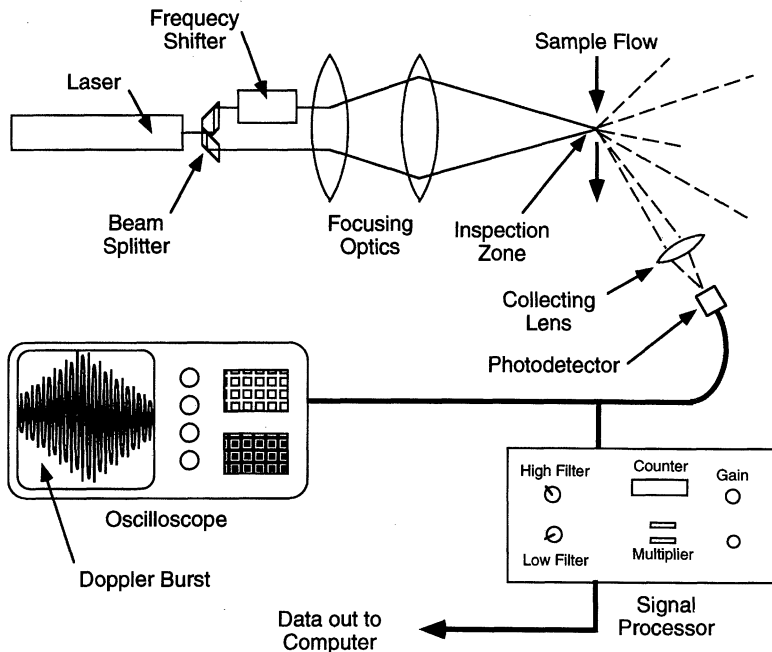 Frequecy
Shifter
Sample Flow
Laser
Beam
Splitter
Focusing
Optics
Inspection
Zone
Collecting
Lens
Photodetector
High Filter
Counter
Gain
Low Filter
Multiplier
Oscilloscope
Doppler Burst
Signal
Processor
Data out to
Computer